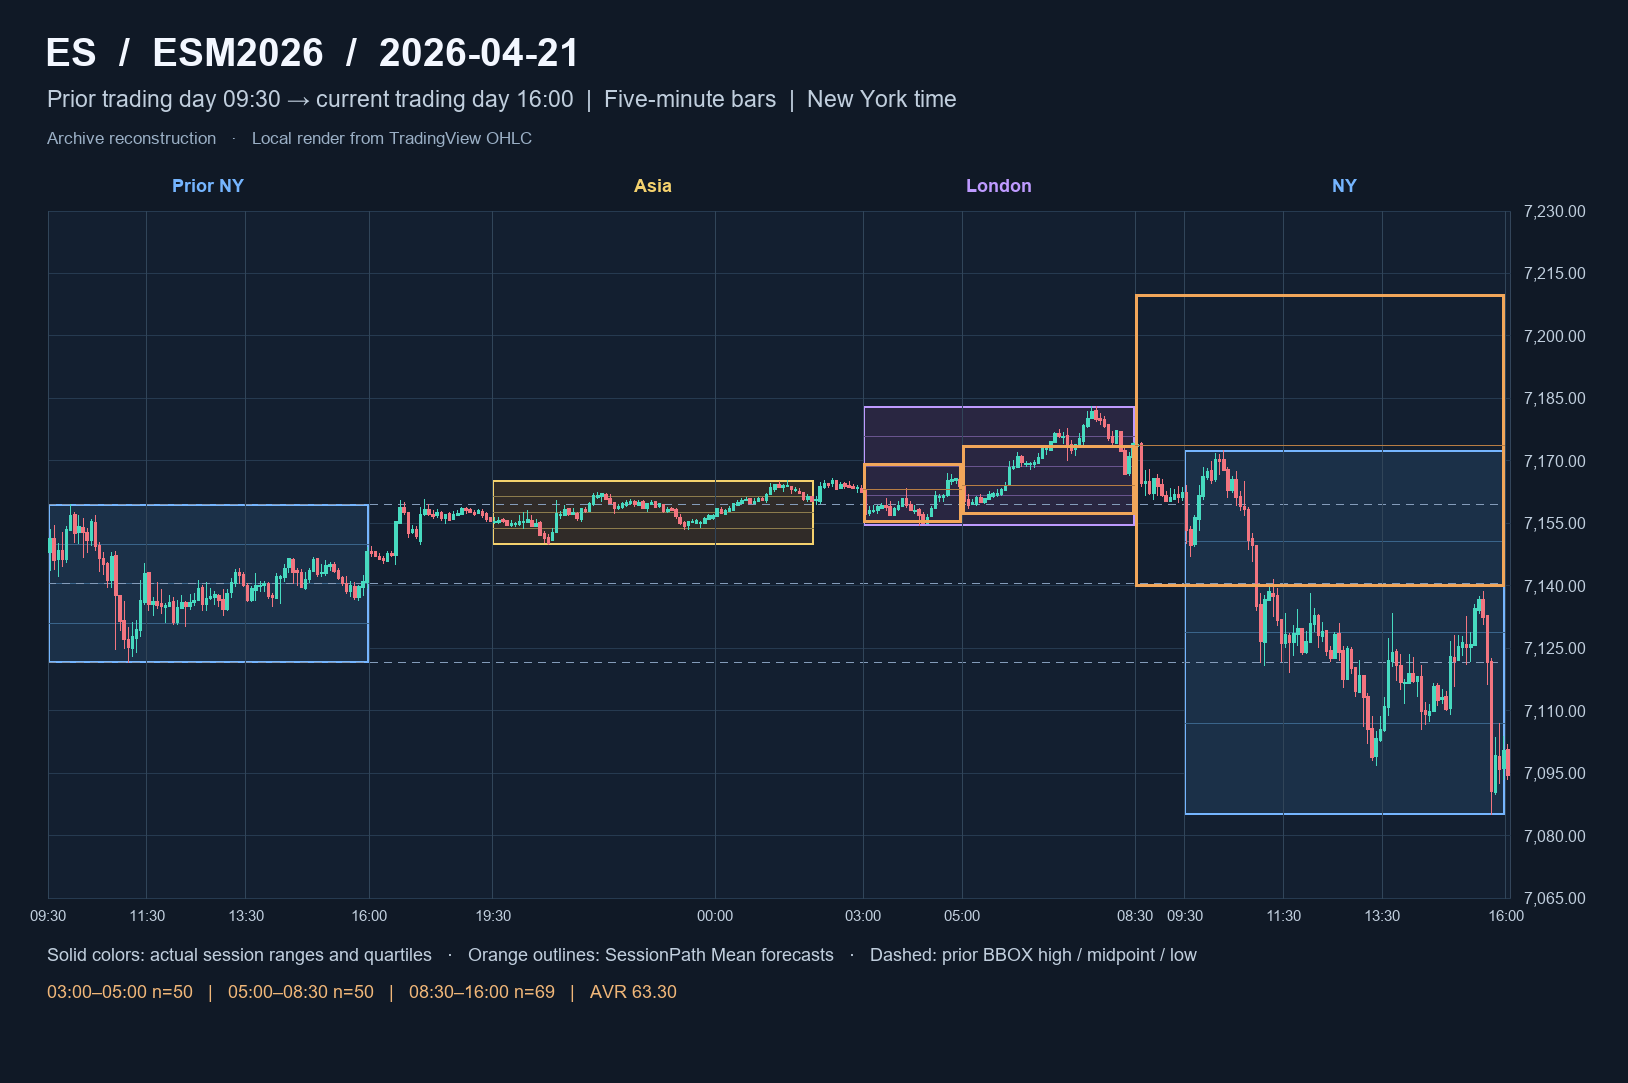 ES / ESM2026 / 2026-04-21
Prior trading day 09:30 → current trading day 16:00 | Five-minute bars | New York time
Archive reconstruction · Local render from TradingView OHLC
Prior NY Asia London NY
7,230.00
7,215.00
7,200.00
7,185.00
7,170.00
7,155.00
7,140.00
7,125.00
7,110.00
7,095.00
7,080.00
7,065.00
09:30 11:30 13:30 16:00 19:30 00:00 03:00 05:00 08:30 09:30 11:30 13:30 16:00
Solid colors: actual session ranges and quartiles · Orange outlines: SessionPath Mean forecasts · Dashed: prior BBOX high / midpoint / low
03:00–05:00 n=50 | 05:00–08:30 n=50 | 08:30–16:00 n=69 | AVR 63.30